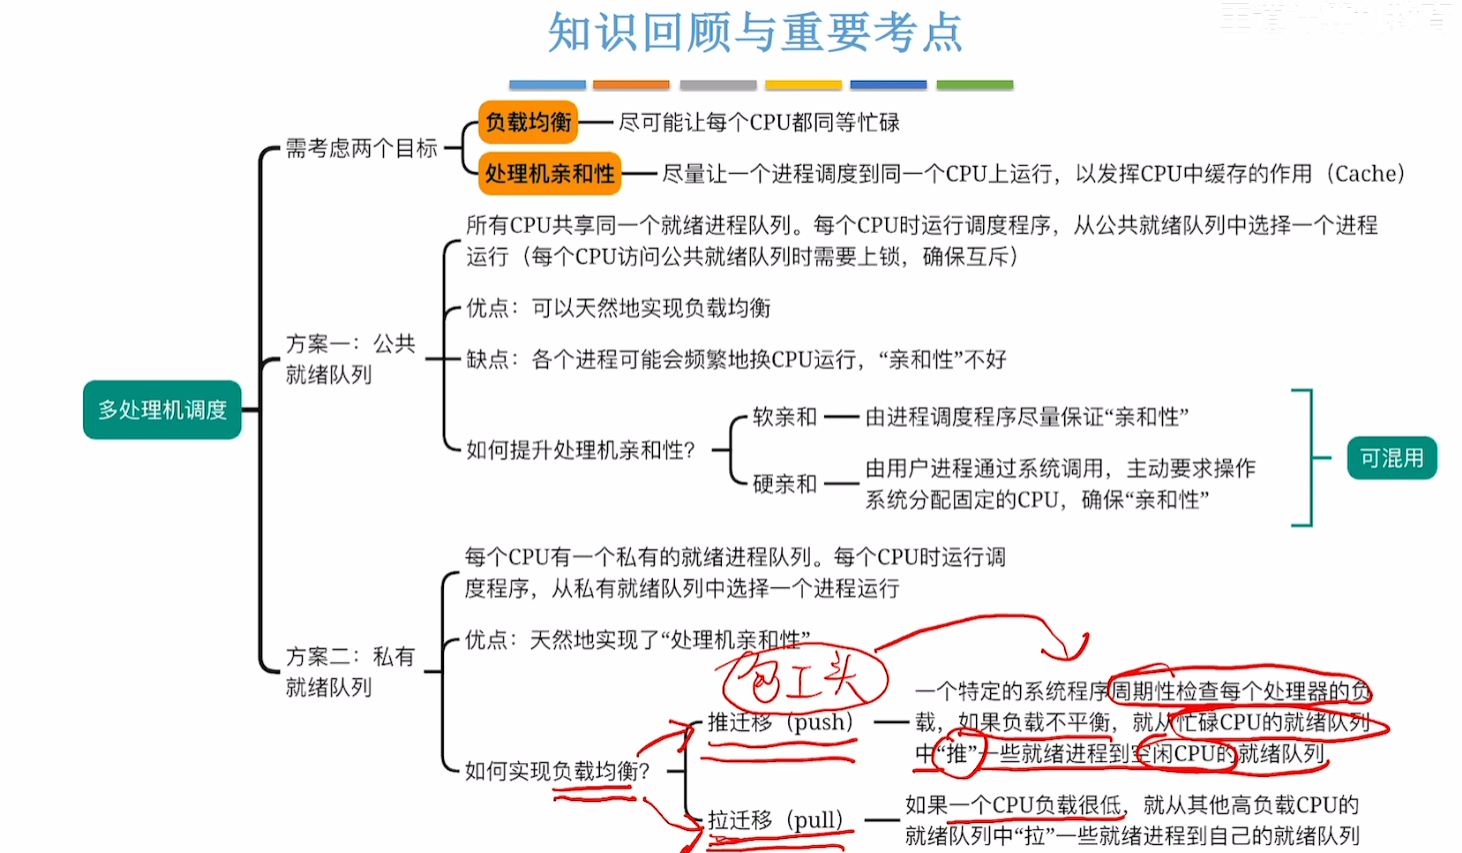 知识回顾与重要考点
多处理机调度
需考虑两个目标
负载均衡
尽可能让每个CPU都同等忙碌
处理机亲和性
尽量让一个进程调度到同一个CPU上运行，以发挥CPU中缓存的作用（Cache）
方案一：公共
就绪队列
所有CPU共享同一个就绪进程队列。每个CPU时运行调度程序，从公共就绪队列中选择一个进程
运行（每个CPU访问公共就绪队列时需要上锁，确保互斥）
优点：可以天然地实现负载均衡
缺点：各个进程可能会频繁地换CPU运行，“亲和性”不好
如何提升处理机亲和性？
软亲和
由进程调度程序尽量保证“亲和性”
硬亲和
由用户进程通过系统调用，主动要求操作
系统分配固定的CPU，确保“亲和性”
可混用
方案二：私有
就绪队列
每个CPU有一个私有的就绪进程队列。每个CPU时运行调
度程序，从私有就绪队列中选择一个进程运行
优点：天然地实现了“处理机亲和性”
如何实现负载均衡？
包工头
推迁移（push）
一个特定的系统程序周期性检查每个处理器的负
载，如果负载不平衡，就从忙碌CPU的就绪队列
中“推”一些就绪进程到空闲CPU的就绪队列
拉迁移（pull）
如果一个CPU负载很低，就从其他高负载CPU的
就绪队列中“拉”一些就绪进程到自己的就绪队列